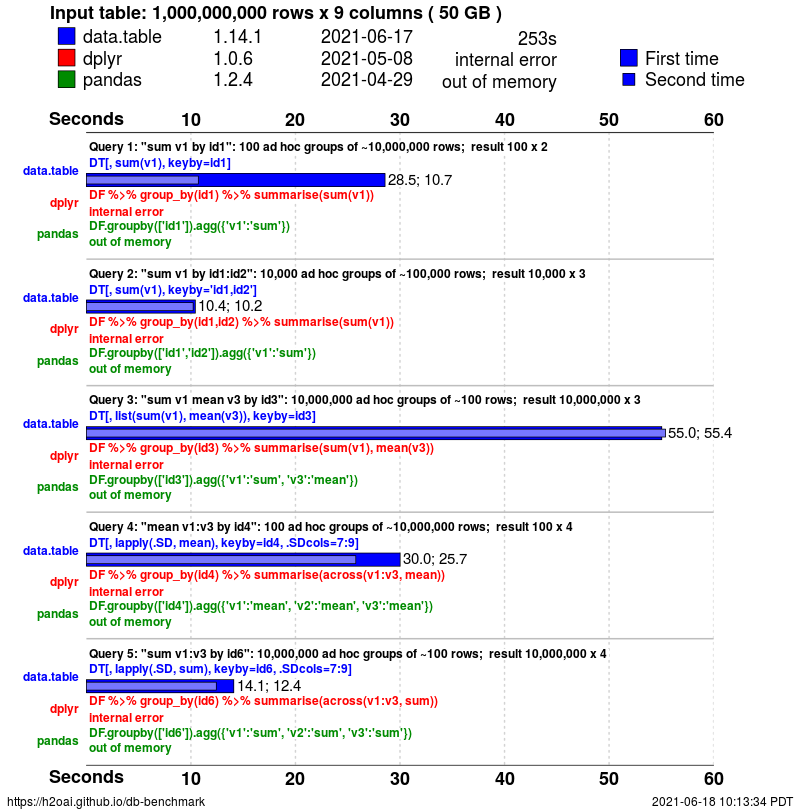 Input table: 1,000,000,000 rows x 9 columns ( 50 GB )
data.table 1.14.1 2021-06-17 253s
dplyr 1.0.6 2021-05-08 internal error First time
pandas 1.2.4 2021-04-29 out of memory Second time
Seconds 10 20 30 40 50 60
Query 1: "sum v1 by id1": 100 ad hoc groups of ~10,000,000 rows; result 100 x 2
DT[, sum(v1), keyby=id1]
data.table
28.5; 10.7
DF %>% group_by(id1) %>% summarise(sum(v1))
dplyr
internal error
DF.groupby(['id1']).agg({'v1':'sum'})
pandas
out of memory
Query 2: "sum v1 by id1:id2": 10,000 ad hoc groups of ~100,000 rows; result 10,000 x 3
DT[, sum(v1), keyby='id1,id2']
data.table
10.4; 10.2
DF %>% group_by(id1,id2) %>% summarise(sum(v1))
dplyr
internal error
DF.groupby(['id1','id2']).agg({'v1':'sum'})
pandas
out of memory
Query 3: "sum v1 mean v3 by id3": 10,000,000 ad hoc groups of ~100 rows; result 10,000,000 x 3
DT[, list(sum(v1), mean(v3)), keyby=id3]
data.table
55.0; 55.4
DF %>% group_by(id3) %>% summarise(sum(v1), mean(v3))
dplyr
internal error
DF.groupby(['id3']).agg({'v1':'sum', 'v3':'mean'})
pandas
out of memory
Query 4: "mean v1:v3 by id4": 100 ad hoc groups of ~10,000,000 rows; result 100 x 4
DT[, lapply(.SD, mean), keyby=id4, .SDcols=7:9]
data.table
30.0; 25.7
DF %>% group_by(id4) %>% summarise(across(v1:v3, mean))
dplyr
internal error
DF.groupby(['id4']).agg({'v1':'mean', 'v2':'mean', 'v3':'mean'})
pandas
out of memory
Query 5: "sum v1:v3 by id6": 10,000,000 ad hoc groups of ~100 rows; result 10,000,000 x 4
DT[, lapply(.SD, sum), keyby=id6, .SDcols=7:9]
data.table
14.1; 12.4
DF %>% group_by(id6) %>% summarise(across(v1:v3, sum))
dplyr
internal error
DF.groupby(['id6']).agg({'v1':'sum', 'v2':'sum', 'v3':'sum'})
pandas
out of memory
Seconds 10 20 30 40 50 60
https://h2oai.github.io/db-benchmark 2021-06-18 10:13:34 PDT